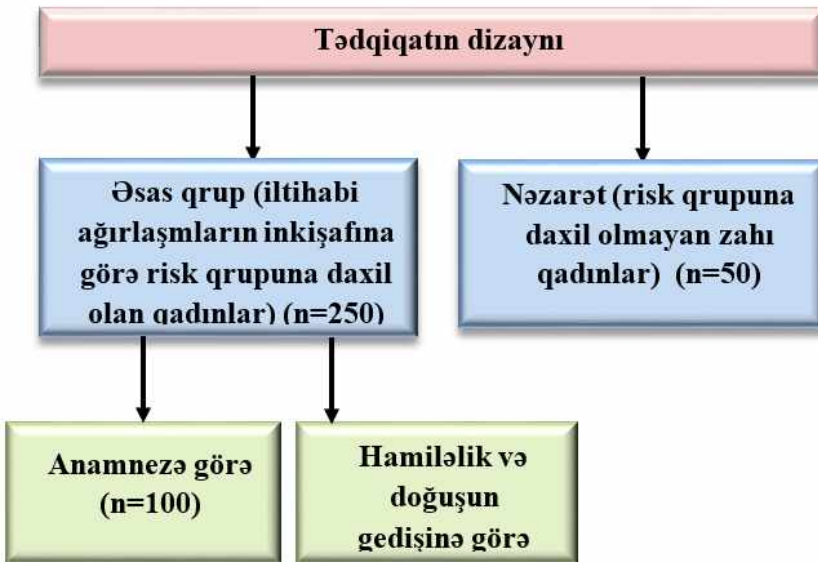 Tədqiqatın dizaynı
Əsas qrup (iltihabi
ağırlaşmların inkişafına
görə risk qrupuna daxil
olan qadınlar) (n=250)
Nəzarət (risk qrupuna
daxil olmayan zahı
qadınlar) (n=50)
Anamnezə görə
(n=100)
Hamiləlik və
doğuşun
gedişinə görə